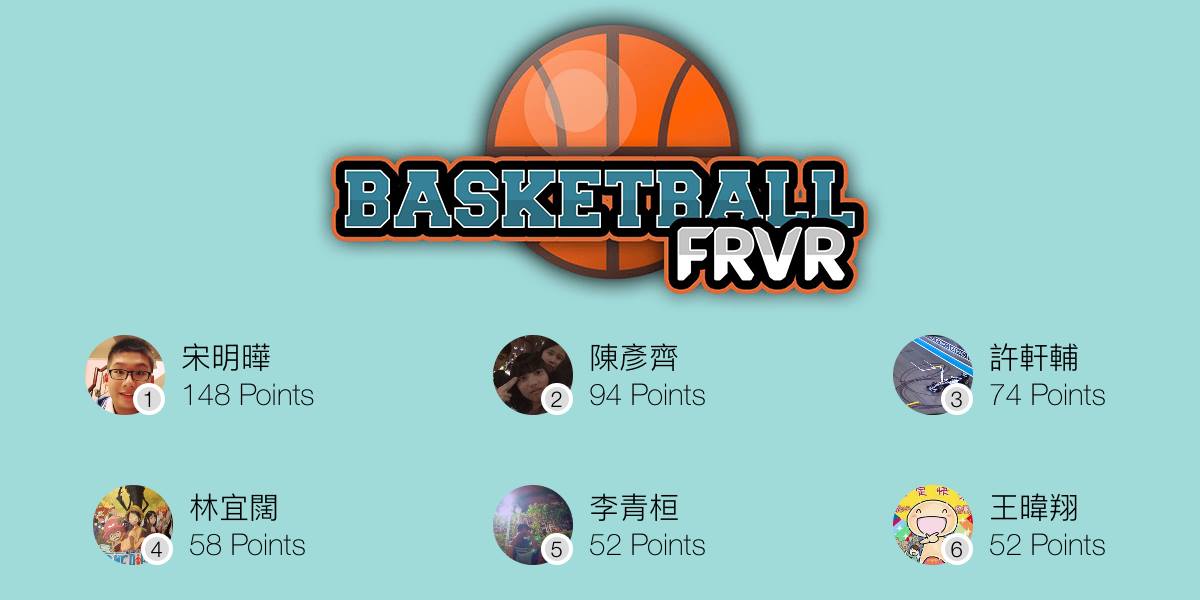 BASKETBALL
FRVR
1
宋明曄
148 Points
2
陳彥齊
94 Points
3
許軒輔
74 Points
4
林宜闊
58 Points
5
李青桓
52 Points
6
王暐翔
52 Points